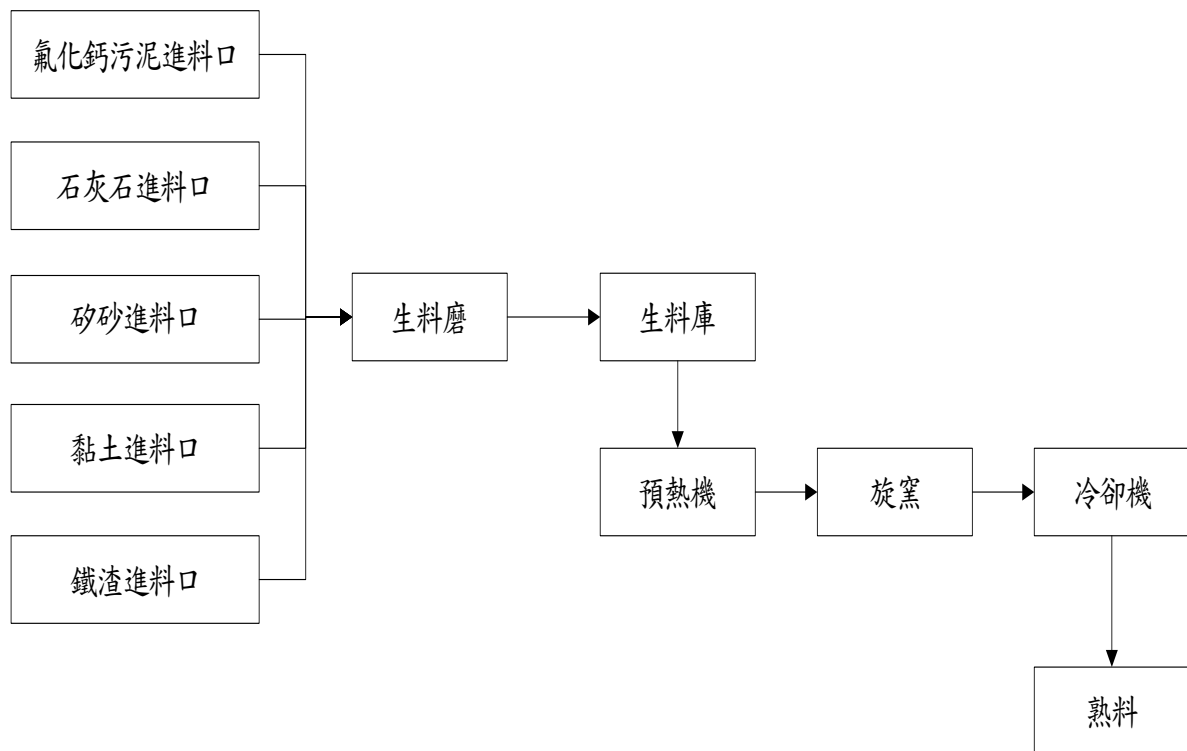 氟化鈣污泥進料口
石灰石進料口
矽砂進料口
黏土進料口
鐵渣進料口
生料磨
生料庫
預熱機
旋窯
冷卻機
熟料